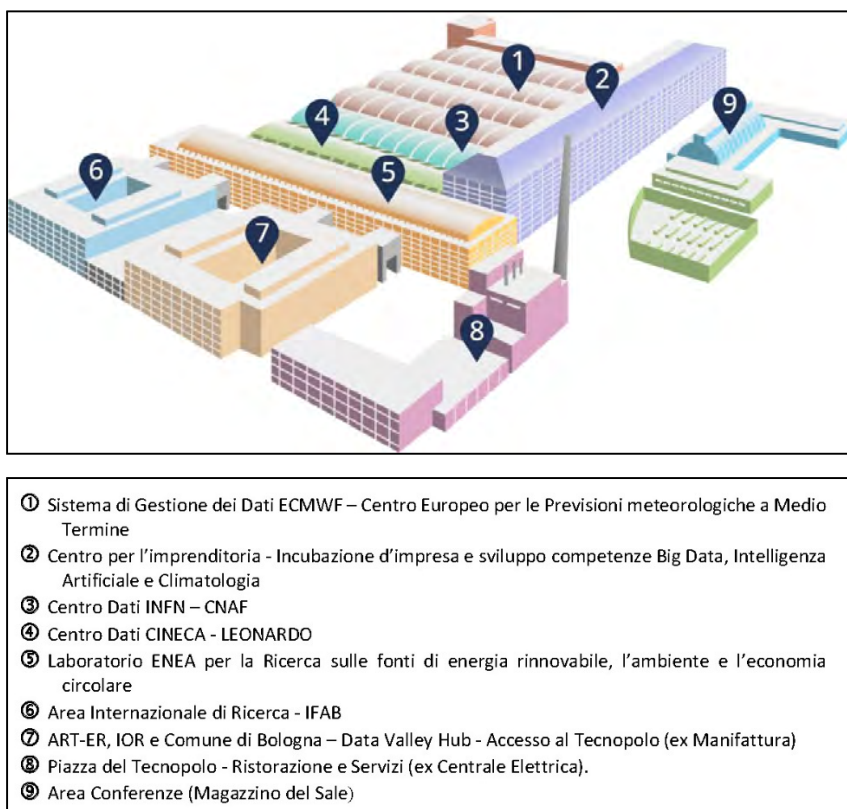 1
2
9
4
3
5
6
7
8
① Sistema di Gestione dei Dati ECMWF – Centro Europeo per le Previsioni meteorologiche a Medio
Termine
② Centro per l’imprenditoria - Incubazione d’impresa e sviluppo competenze Big Data, Intelligenza
Artificiale e Climatologia
③ Centro Dati INFN – CNAF
④ Centro Dati CINECA - LEONARDO
⑤ Laboratorio ENEA per la Ricerca sulle fonti di energia rinnovabile, l’ambiente e l’economia
circolare
⑥ Area Internazionale di Ricerca - IFAB
⑦ ART-ER, IOR e Comune di Bologna – Data Valley Hub - Accesso al Tecnopolo (ex Manifattura)
⑧ Piazza del Tecnopolo - Ristorazione e Servizi (ex Centrale Elettrica).
⑨ Area Conferenze (Magazzino del Sale)